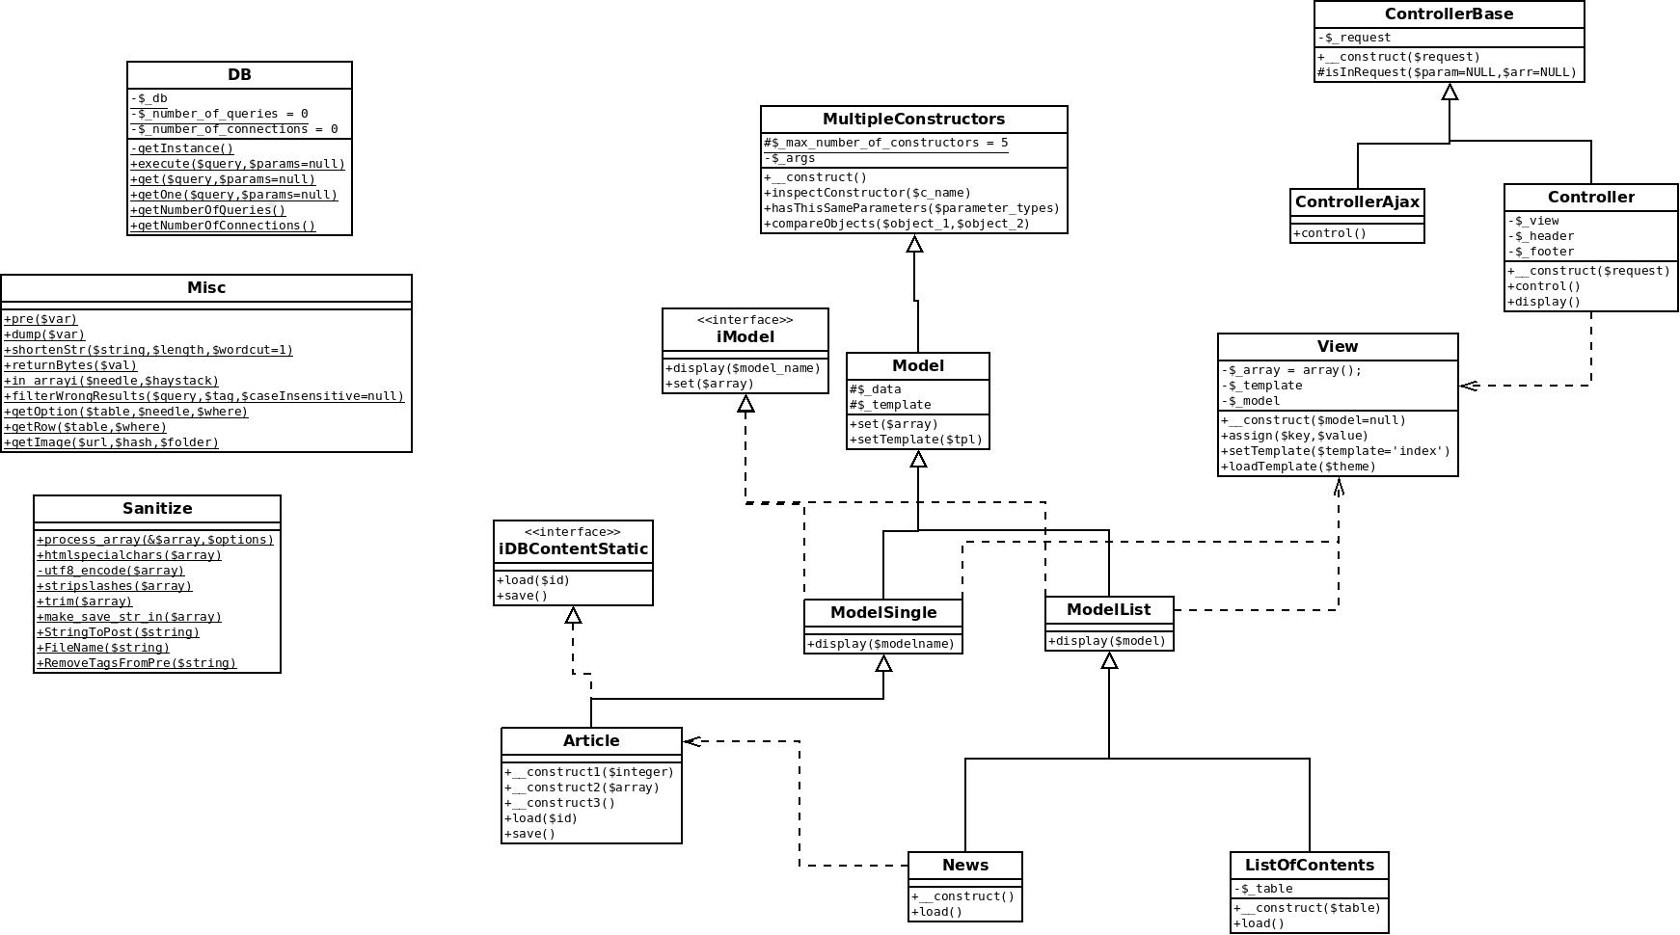 ControllerBase
-$_request
+__construct($request)
#isInRequest($param=NULL,$arr=NULL)
DB
-$_db
-$_number_of_queries = 0
-$_number_of_connections = 0
-getInstance()
+execute($query,$params=null)
+get($query,$params=null)
+getOne($query,$params=null)
+getNumberOfQueries()
+getNumberOfConnections()
MultipleConstructors
#$_max_number_of_constructors = 5
-$_args
+__construct()
+inspectConstructor($c_name)
+hasThisSameParameters($parameter_types)
+compareObjects($object_1,$object_2)
ControllerAjax
+control()
Controller
-$_view
-$_header
-$_footer
+__construct($request)
+control()
+display()
Misc
+pre($var)
+dump($var)
+shortenStr($string,$length,$wordcut=1)
+returnBytes($val)
+in_arrayi($needle,$haystack)
+filterWrongResults($query,$tag,$caseInsensitive=null)
+getOption($table,$needle,$where)
+getRow($table,$where)
+getImage($url,$hash,$folder)
<<interface>>
iModel
+display($model_name)
+set($array)
Model
#$_data
#$_template
+set($array)
+setTemplate($tpl)
View
-$_array = array();
-$_template
-$_model
+__construct($model=null)
+assign($key,$value)
+setTemplate($template='index')
+loadTemplate($theme)
Sanitize
+process_array(&$array,$options)
+htmlspecialchars($array)
-utf8_encode($array)
+stripslashes($array)
+trim($array)
+make_save_str_in($array)
+StringToPost($string)
+FileName($string)
+RemoveTagsFromPre($string)
<<interface>>
iDBContentStatic
+load($id)
+save()
ModelSingle
+display($modelname)
ModelList
+display($model)
Article
+__construct1($integer)
+__construct2($array)
+__construct3()
+load($id)
+save()
News
+__construct()
+load()
ListOfContents
-$_table
+__construct($table)
+load()